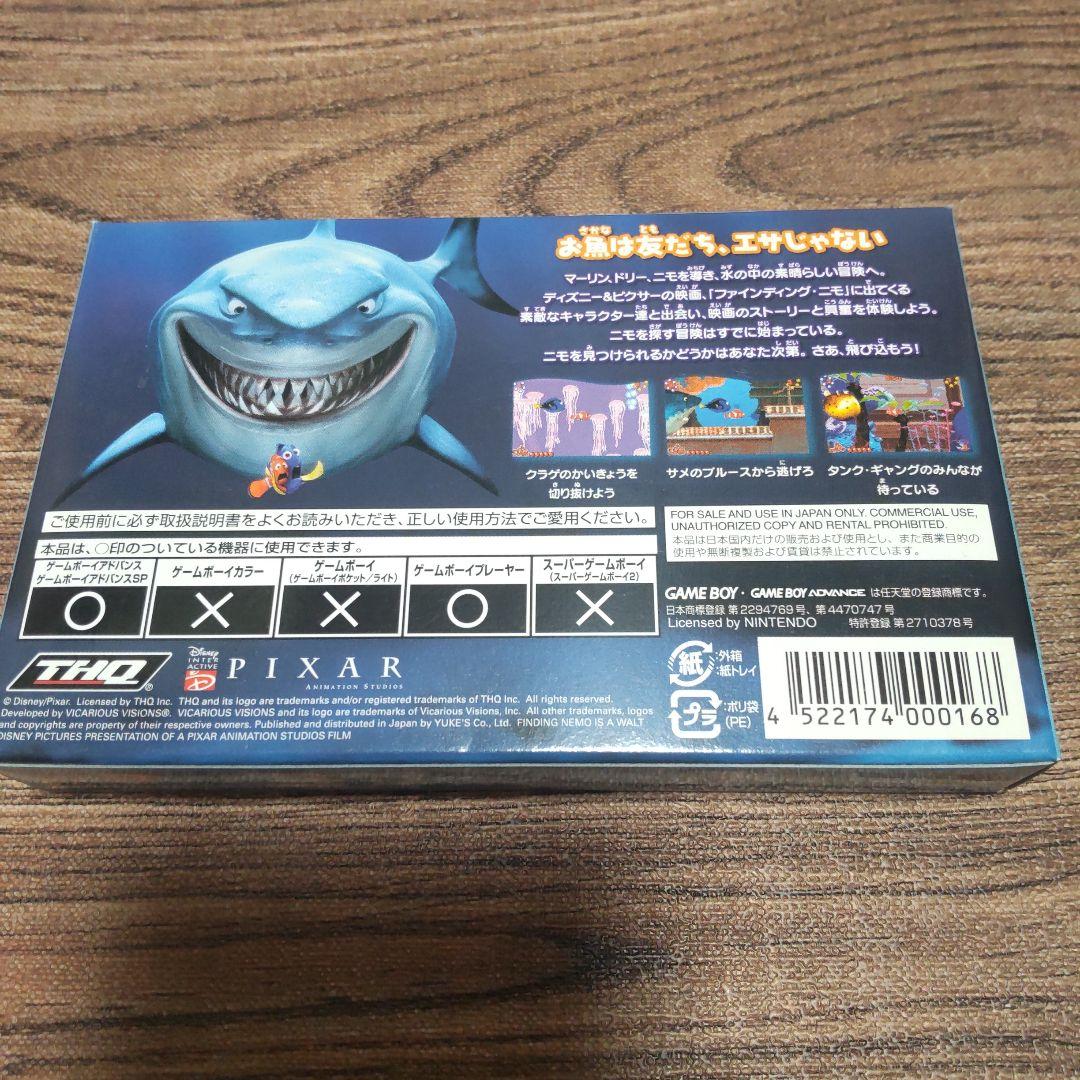 お魚は友だち、エサじゃない
マーリン、ドリー、ニモを導き、水の中の素晴らしい冒険へ。
ディズニー&ピクサーの映画、「ファインディング・ニモ」に出てくる
素敵なキャラクター達と出会い、映画のストーリーと興奮を体験しよう。
ニモを探す冒険はすでに始まっている。
ニモを見つけられるかどうかはあなた次第。さあ、飛び込もう!
クラゲのかいきょうを
切り抜けよう
サメのブルースから逃げろ
タンク・ギャングのみんなが
待っている
ご使用前に必ず取扱説明書をよくお読みいただき、正しい使用方法でご愛用ください。
本品は、○印のついている機器に使用できます。
ゲームボーイアドバンス
ゲームボーイアドバンスSP
ゲームボーイカラー
ゲームボーイ
(ゲームボーイポケット/ライト)
ゲームボーイプレーヤー
スーパーゲームボーイ
(スーパーゲームボーイ2)
○ × × ○ ×
FOR SALE AND USE IN JAPAN ONLY. COMMERCIAL USE,
UNAUTHORIZED COPY AND RENTAL PROHIBITED.
本品は日本国内だけの販売および使用とし、また商業目的の
使用や無断複製および賃貸は禁止されています。
GAME BOY・GAME BOY ADVANCE は任天堂の登録商標です。
日本商標登録 第2294769号、第4470747号
Licensed by NINTENDO 特許登録 第2710378号
THQ®
DISNEY
INTER
ACTIVE
PIXAR
ANIMATION STUDIOS
紙 :外箱
:紙トレイ
プラ :ポリ袋
(PE)
4 522174 000168
© Disney/Pixar. Licensed by THQ Inc. THQ and its logo are trademarks and/or registered trademarks of THQ Inc. All rights reserved.
Developed by VICARIOUS VISIONS®. VICARIOUS VISIONS and its logo are trademarks of Vicarious Visions, Inc. All other trademarks, logos
and copyrights are property of their respective owners. Published and distributed in Japan by YUKE'S Co., Ltd. FINDING NEMO IS A WALT
DISNEY PICTURES PRESENTATION OF A PIXAR ANIMATION STUDIOS FILM